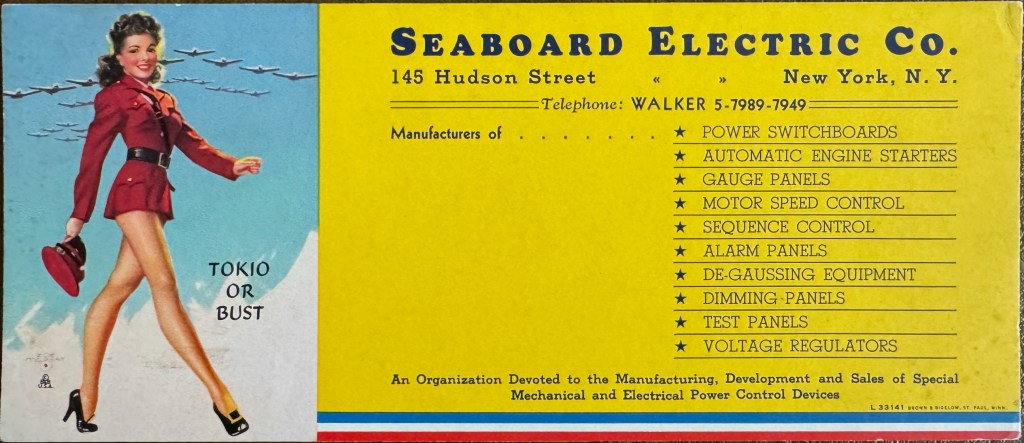 SEABOARD ELECTRIC CO.
145 Hudson Street « » New York, N. Y.
Telephone: WALKER 5-7989-7949
Manufacturers of . . . . . . .
★ POWER SWITCHBOARDS
★ AUTOMATIC ENGINE STARTERS
★ GAUGE PANELS
★ MOTOR SPEED CONTROL
★ SEQUENCE CONTROL
★ ALARM PANELS
★ DE-GAUSSING EQUIPMENT
★ DIMMING PANELS
★ TEST PANELS
★ VOLTAGE REGULATORS
An Organization Devoted to the Manufacturing, Development and Sales of Special
Mechanical and Electrical Power Control Devices
L 33141 BROWN & BIGELOW, ST. PAUL, MINN.
TOKIO
OR
BUST